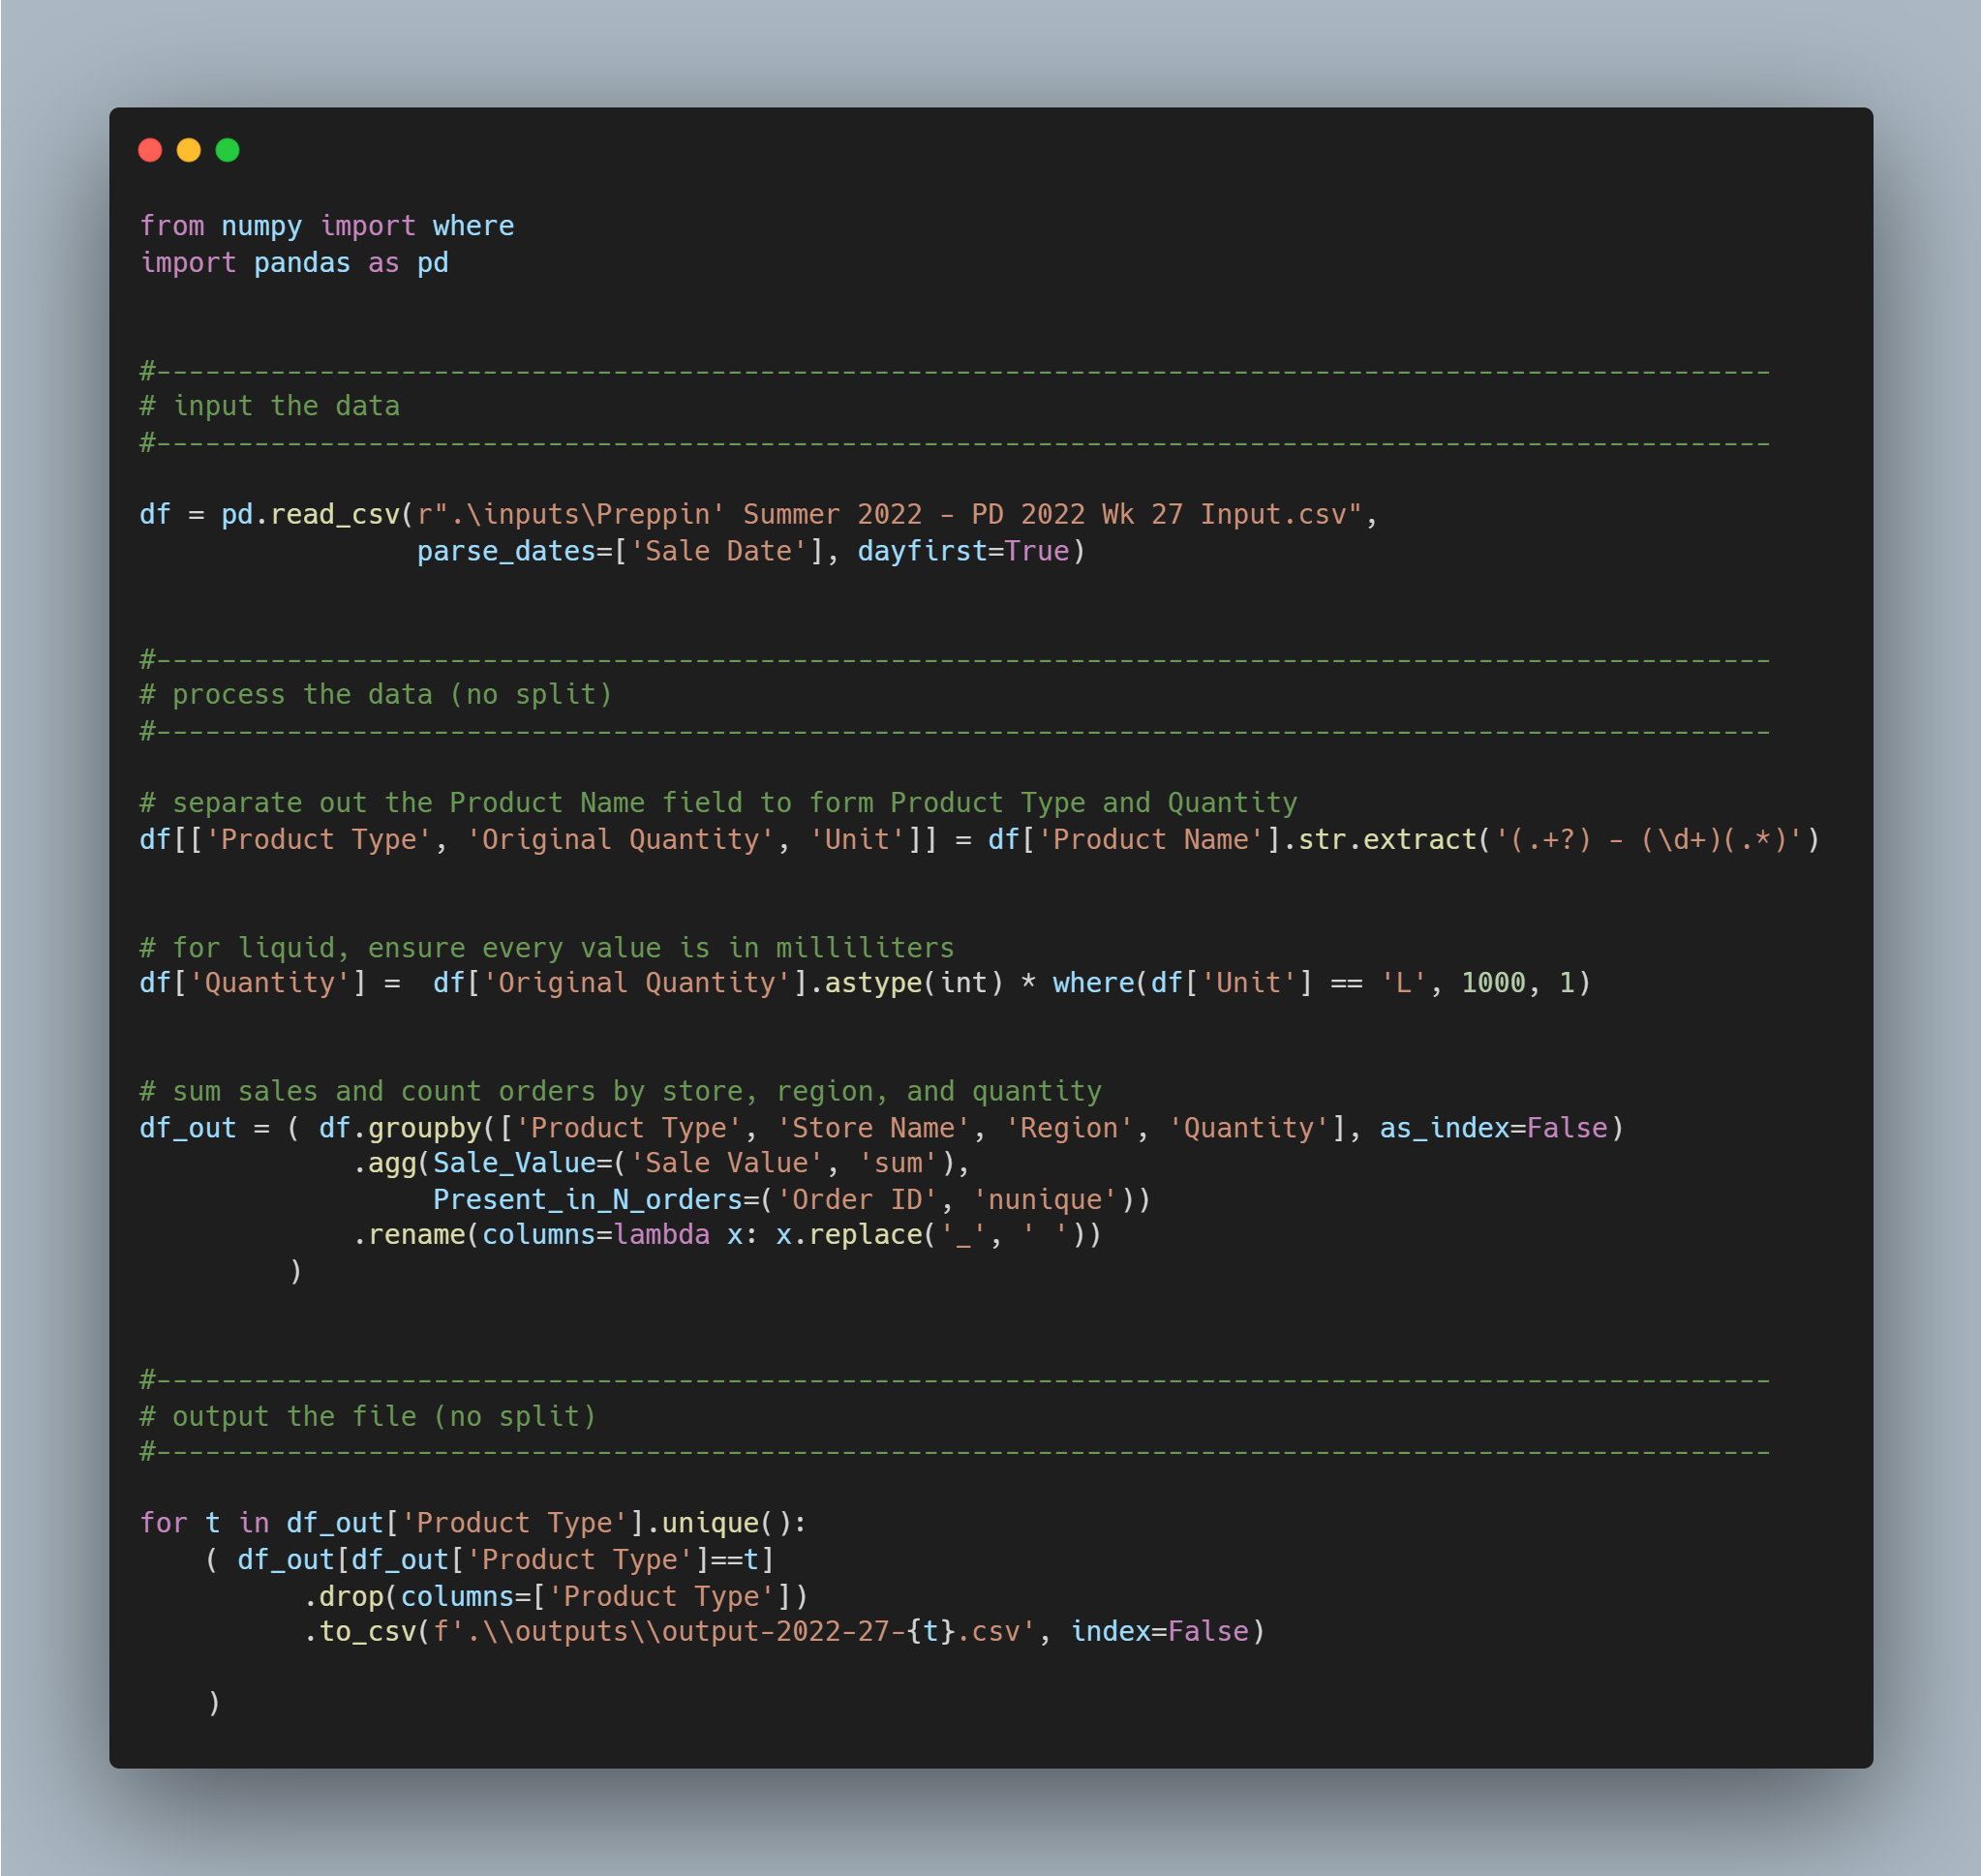 from numpy import where
import pandas as pd
#---------------------------------------------------------------------------------------------------
# input the data
#---------------------------------------------------------------------------------------------------
df = pd.read_csv(r".\inputs\Preppin' Summer 2022 - PD 2022 Wk 27 Input.csv",
                 parse_dates=['Sale Date'], dayfirst=True)
#---------------------------------------------------------------------------------------------------
# process the data (no split)
#---------------------------------------------------------------------------------------------------
# separate out the Product Name field to form Product Type and Quantity
df[['Product Type', 'Original Quantity', 'Unit']] = df['Product Name'].str.extract('(.+?) - (\d+)(.*)')
# for liquid, ensure every value is in milliliters
df['Quantity'] =  df['Original Quantity'].astype(int) * where(df['Unit'] == 'L', 1000, 1)
# sum sales and count orders by store, region, and quantity
df_out = ( df.groupby(['Product Type', 'Store Name', 'Region', 'Quantity'], as_index=False)
             .agg(Sale_Value=('Sale Value', 'sum'),
                  Present_in_N_orders=('Order ID', 'nunique'))
             .rename(columns=lambda x: x.replace('_', ' '))
         )
#---------------------------------------------------------------------------------------------------
# output the file (no split)
#---------------------------------------------------------------------------------------------------
for t in df_out['Product Type'].unique():
    ( df_out[df_out['Product Type']==t]
          .drop(columns=['Product Type'])
          .to_csv(f'.\\outputs\\output-2022-27-{t}.csv', index=False)
    )